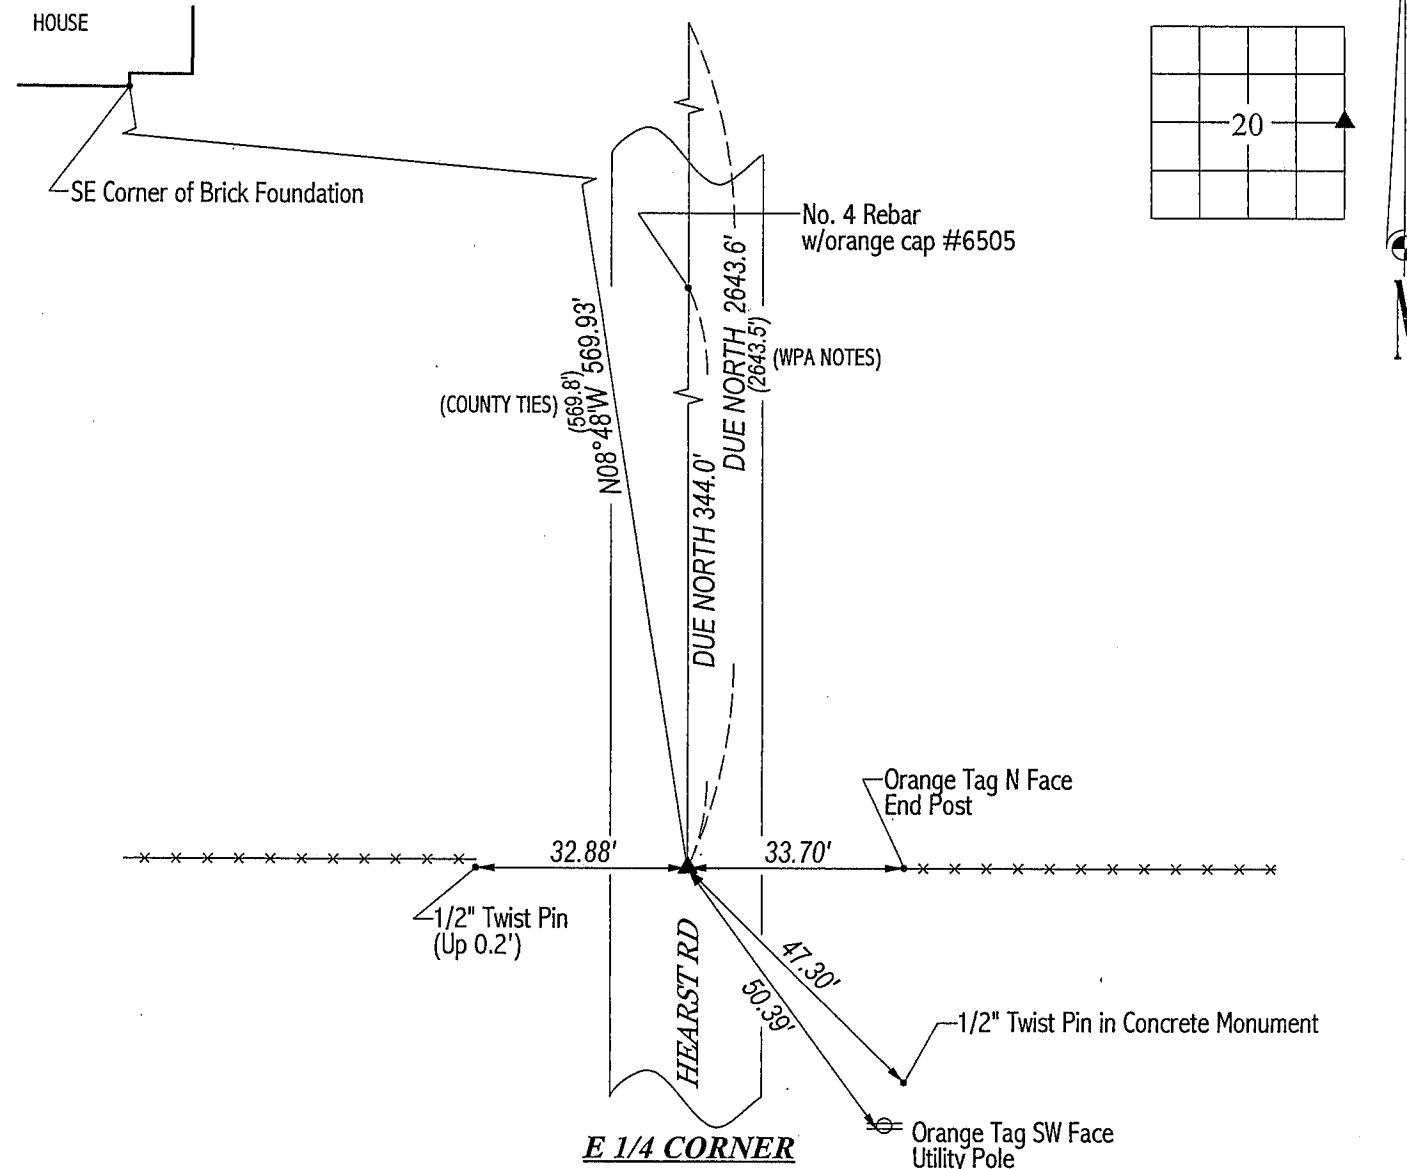 HOUSE
SE Corner of Brick Foundation
20
No. 4 Rebar
w/orange cap #6505
DUE NORTH 2643.6'
(2643.5')
(WPA NOTES)
(COUNTY TIES)
(569.8')
N08°48'W 569.93'
DUE NORTH 344.0'
Orange Tag N Face
End Post
32.88'
33.70'
1/2" Twist Pin
(Up 0.2')
HEARST RD
47.30'
50.39'
1/2" Twist Pin in Concrete Monument
Orange Tag SW Face
Utility Pole
E 1/4 CORNER